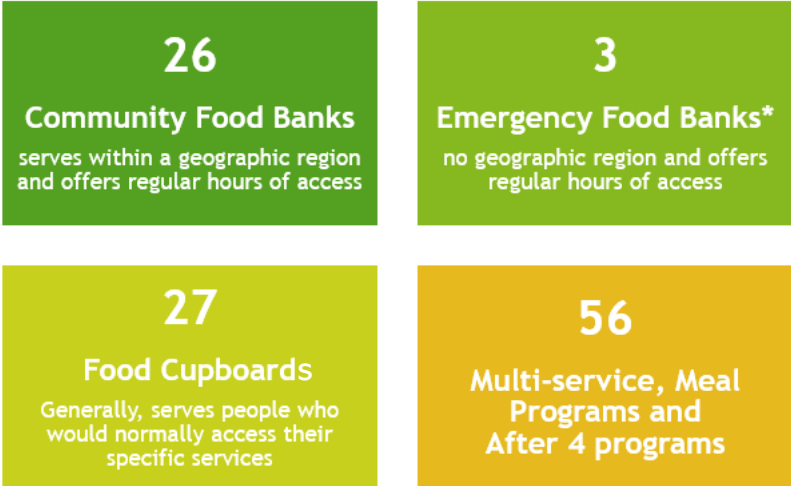 26
Community Food Banks
serves within a geographic region
and offers regular hours of access
3
Emergency Food Banks*
no geographic region and offers
regular hours of access
27
Food Cupboards
Generally, serves people who
would normally access their
specific services
56
Multi-service, Meal
Programs and
After 4 programs